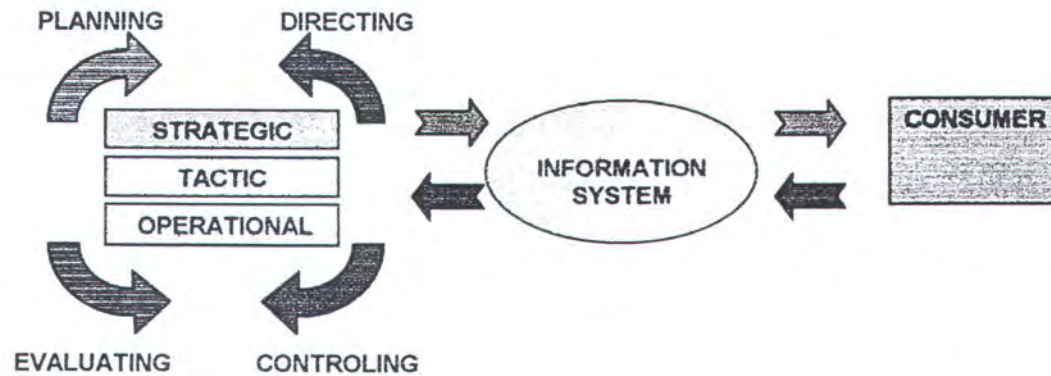 PLANNING
DIRECTING
STRATEGIC
TACTIC
OPERATIONAL
INFORMATION
SYSTEM
CONSUMER
EVALUATING
CONTROLING